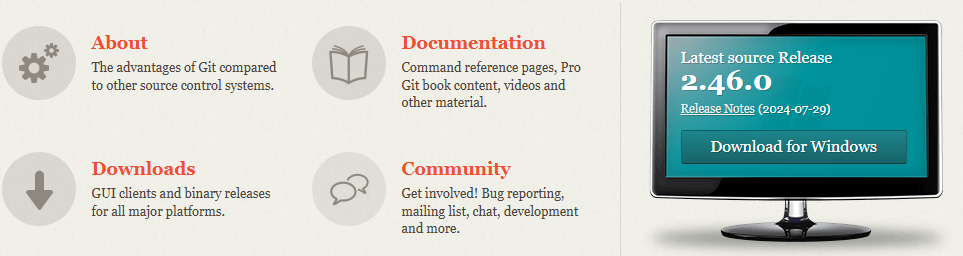 About
The advantages of Git compared
to other source control systems.
Documentation
Command reference pages, Pro
Git book content, videos and
other material.
Downloads
GUI clients and binary releases
for all major platforms.
Community
Get involved! Bug reporting,
mailing list, chat, development
and more.
Latest source Release
2.46.0
Release Notes (2024-07-29)
Download for Windows